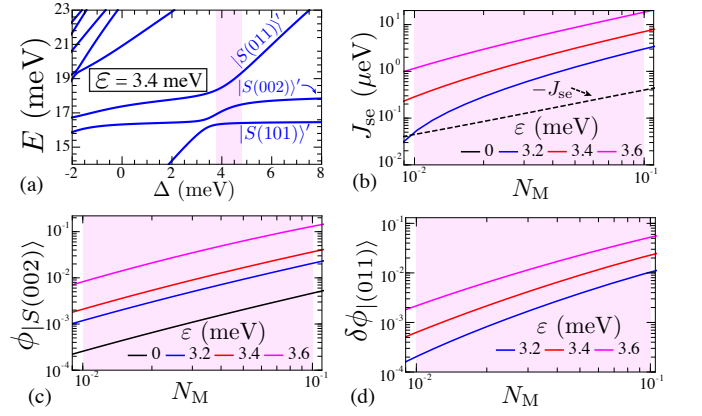 23
21
19
17
15
E (meV)
-2
0
2
4
6
8
Δ (meV)
(a)
ℰ = 3.4 meV
|S(011)⟩′
|S(002)⟩′
|S(101)⟩′
10¹
10⁰
10⁻¹
10⁻²
J_se (μeV)
−J_se
ε (meV)
0 3.2 3.4 3.6
10⁻² 10⁻¹
N_M
(b)
10⁻¹
10⁻²
10⁻³
10⁻⁴
ϕ|S(002)⟩
ε (meV)
0 3.2 3.4 3.6
10⁻² 10⁻¹
N_M
(c)
10⁻¹
10⁻²
10⁻³
10⁻⁴
δϕ|(011)⟩
ε (meV)
3.2 3.4 3.6
10⁻² 10⁻¹
N_M
(d)